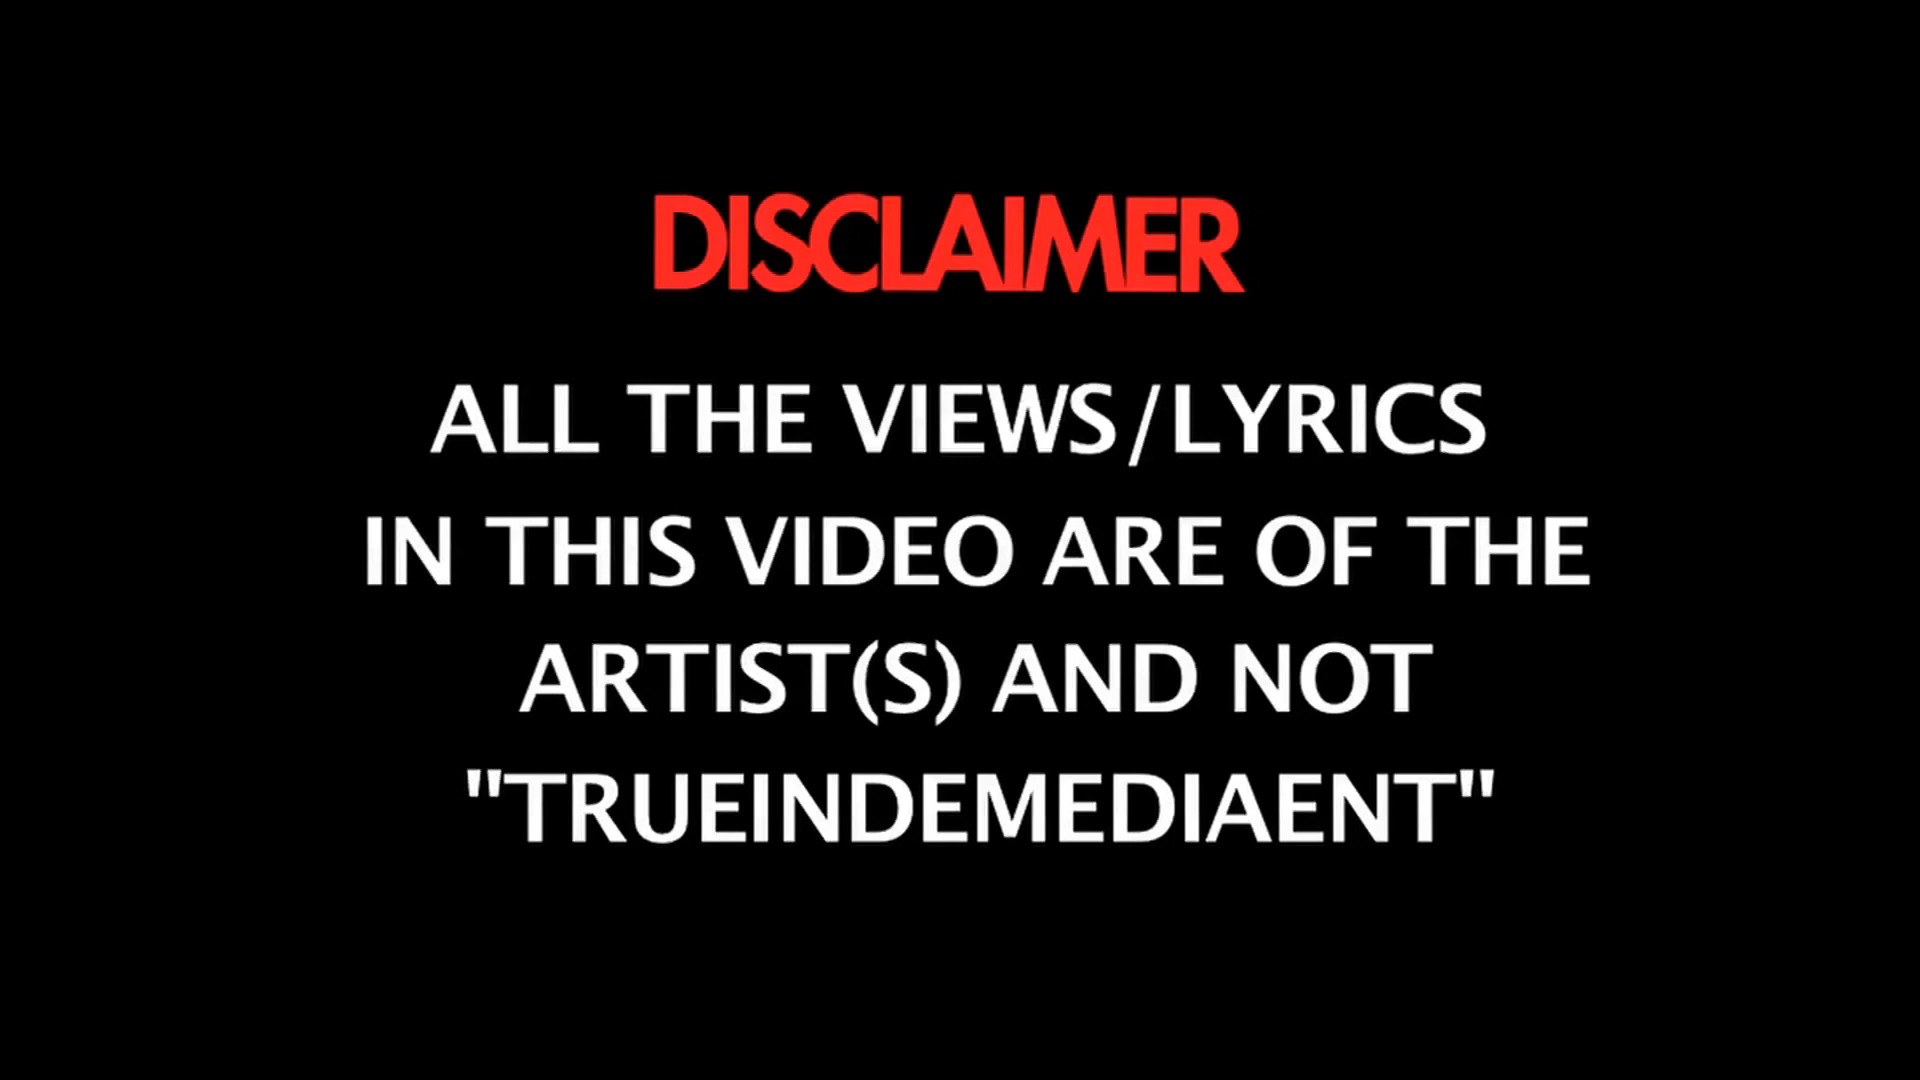 DISCLAIMER
ALL THE VIEWS/LYRICS
IN THIS VIDEO ARE OF THE
ARTIST(S) AND NOT
"TRUEINDEMEDIAENT"